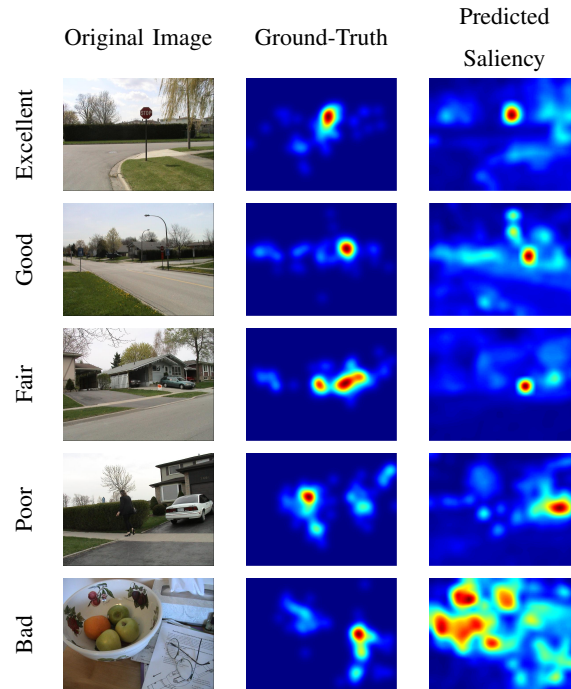 Original Image Ground-Truth Predicted Saliency
Excellent
STOP
Good
Fair
Poor
Bad